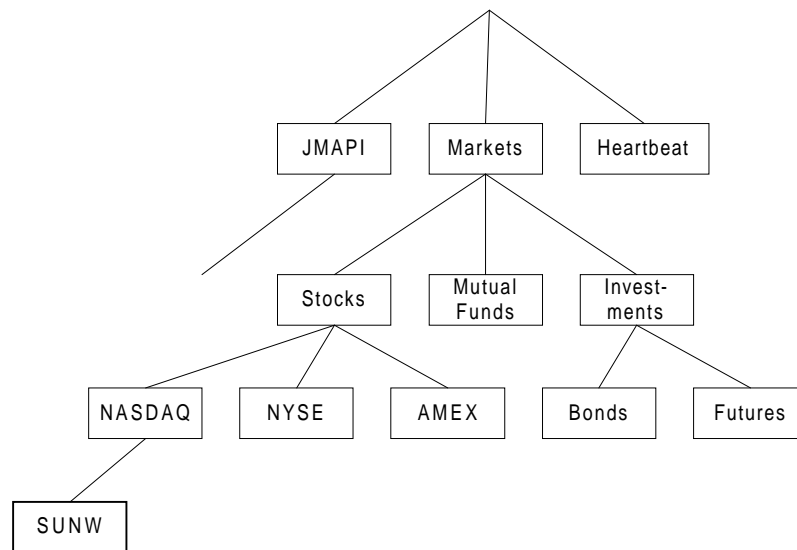 JMAPI
Markets
Heartbeat
Stocks
Mutual
Funds
Invest-
ments
NASDAQ
NYSE
AMEX
Bonds
Futures
SUNW